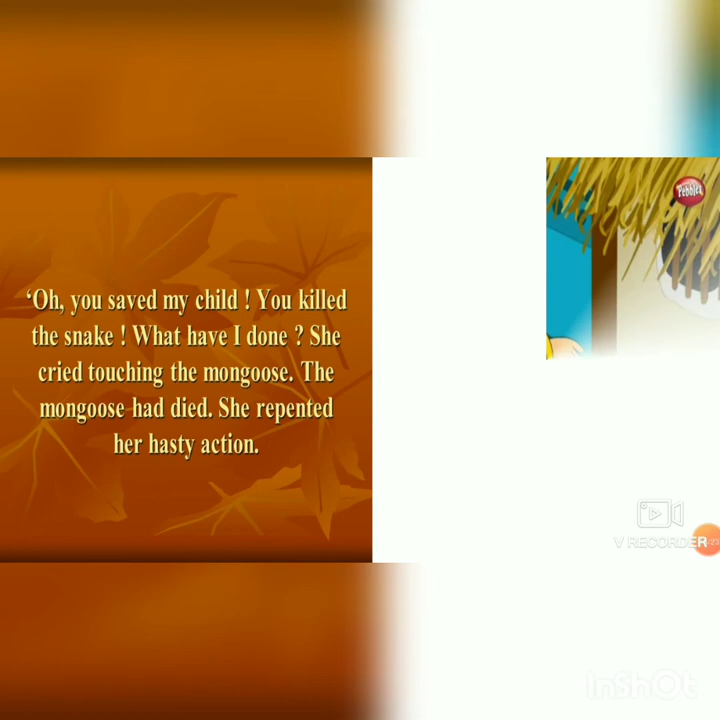 ‘Oh, you saved my child ! You killed
the snake ! What have I done ? She
cried touching the mongoose. The
mongoose had died. She repented
her hasty action.
Pebbles
V RECORDER
InShOt